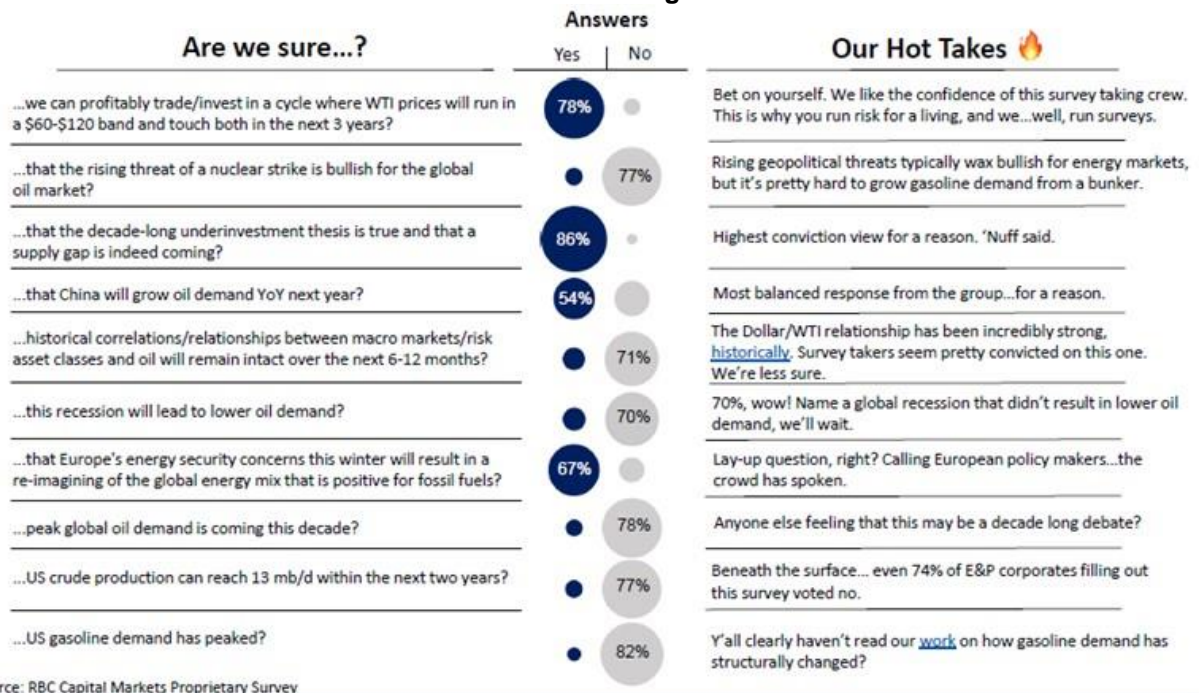 Answers
Are we sure...?
Yes | No
Our Hot Takes 🔥
...we can profitably trade/invest in a cycle where WTI prices will run in
a $60-$120 band and touch both in the next 3 years?
78%
Bet on yourself. We like the confidence of this survey taking crew.
This is why you run risk for a living, and we...well, run surveys.
...that the rising threat of a nuclear strike is bullish for the global
oil market?
77%
Rising geopolitical threats typically wax bullish for energy markets,
but it's pretty hard to grow gasoline demand from a bunker.
...that the decade-long underinvestment thesis is true and that a
supply gap is indeed coming?
86%
Highest conviction view for a reason. ‘Nuff said.
...that China will grow oil demand YoY next year?
54%
Most balanced response from the group...for a reason.
...historical correlations/relationships between macro markets/risk
asset classes and oil will remain intact over the next 6-12 months?
71%
The Dollar/WTI relationship has been incredibly strong,
historically. Survey takers seem pretty convicted on this one.
We're less sure.
...this recession will lead to lower oil demand?
70%
70%, wow! Name a global recession that didn't result in lower oil
demand, we'll wait.
...that Europe's energy security concerns this winter will result in a
re-imagining of the global energy mix that is positive for fossil fuels?
67%
Lay-up question, right? Calling European policy makers...the
crowd has spoken.
...peak global oil demand is coming this decade?
78%
Anyone else feeling that this may be a decade long debate?
...US crude production can reach 13 mb/d within the next two years?
77%
Beneath the surface... even 74% of E&P corporates filling out
this survey voted no.
...US gasoline demand has peaked?
82%
Y'all clearly haven't read our work on how gasoline demand has
structurally changed?
rce: RBC Capital Markets Proprietary Survey